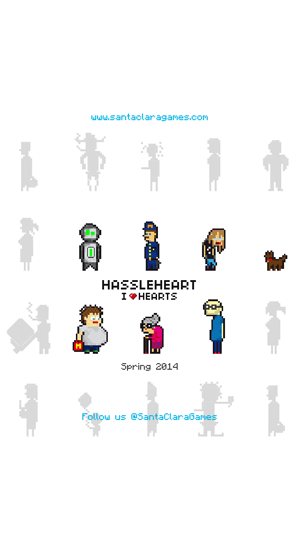 www.santaclaragames.com
HASSLEHEART
I ❤ HEARTS
M
Spring 2014
Follow us @SantaClaraGames